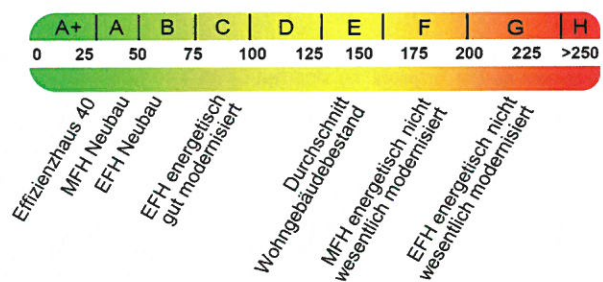 A+ A B C D E F G H
0 25 50 75 100 125 150 175 200 225 >250
Effizienzhaus 40
MFH Neubau
EFH Neubau
EFH energetisch
gut modernisiert
Durchschnitt
Wohngebäudebestand
MFH energetisch nicht
wesentlich modernisiert
EFH energetisch nicht
wesentlich modernisiert